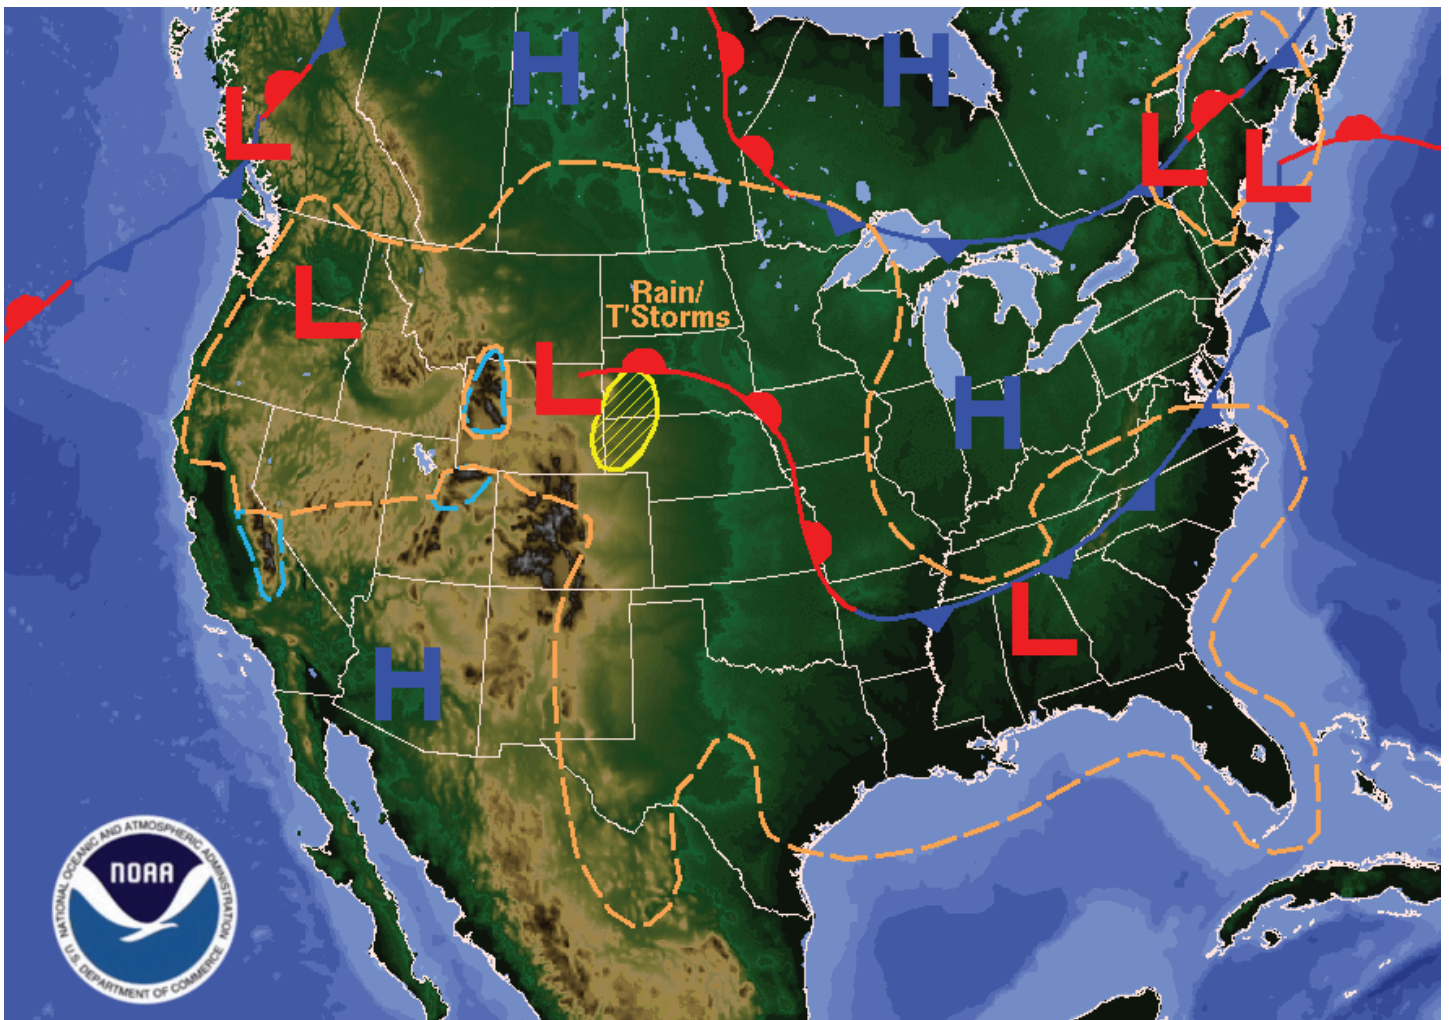 H
H
L
L
L
Rain/
T'Storms
L
L
H
L
H
NOAA
NATIONAL OCEANIC AND ATMOSPHERIC ADMINISTRATION
U.S. DEPARTMENT OF COMMERCE